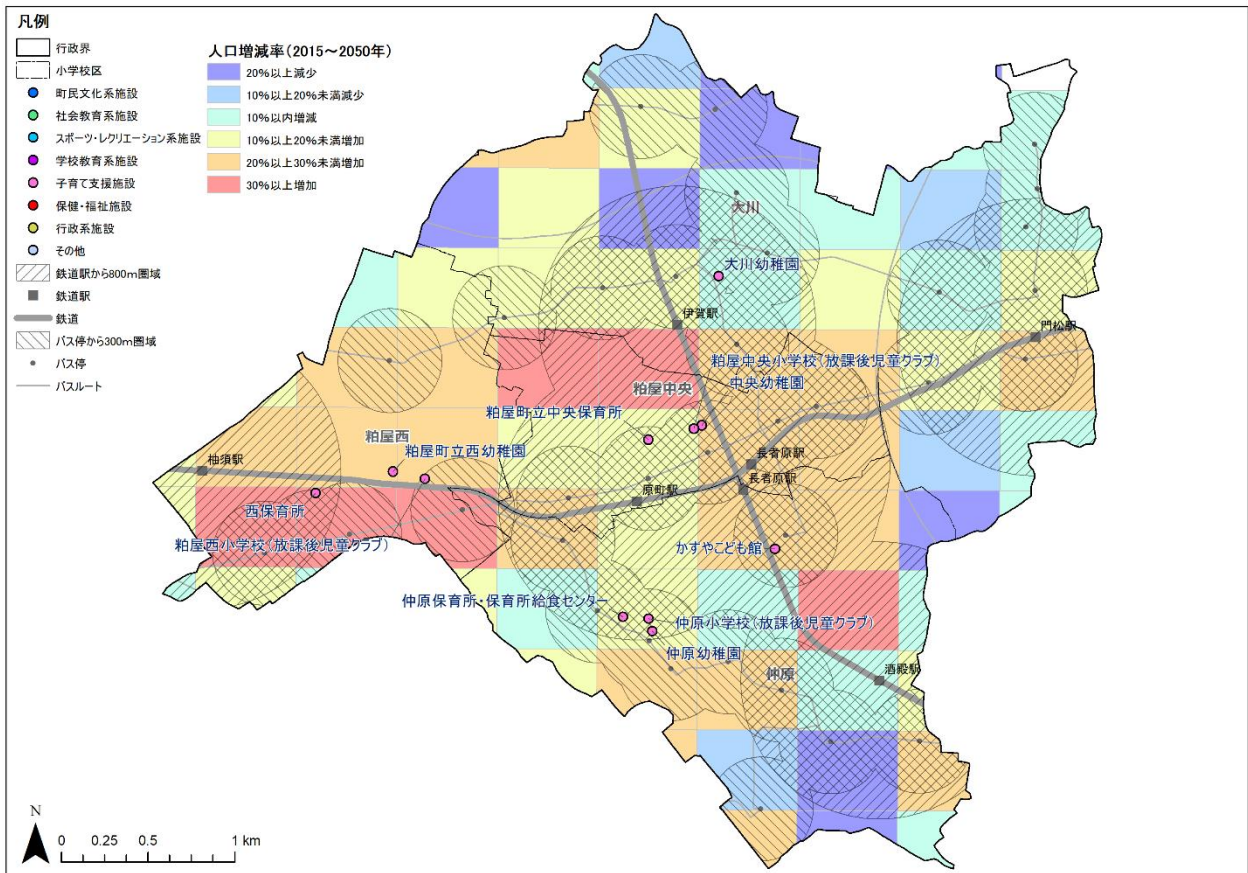 凡例
行政界
小学校区
町民文化系施設
社会教育系施設
スポーツ・レクリエーション系施設
学校教育系施設
子育て支援施設
保健・福祉施設
行政系施設
その他
鉄道駅から800m圏域
鉄道駅
鉄道
バス停から300m圏域
バス停
バスルート
人口増減率(2015~2050年)
20%以上減少
10%以上20%未満減少
10%以内増減
10%以上20%未満増加
20%以上30%未満増加
30%以上増加
大川
大川幼稚園
伊賀駅
門松駅
粕屋中央小学校(放課後児童クラブ)
粕屋中央
中央幼稚園
粕屋町立中央保育所
粕屋西
粕屋町立西幼稚園
柚須駅
長者原駅
長者原駅
原町駅
西保育所
粕屋西小学校(放課後児童クラブ)
かすやこども館
仲原保育所・保育所給食センター
仲原小学校(放課後児童クラブ)
仲原幼稚園
仲原
酒殿駅
N
0 0.25 0.5 1 km